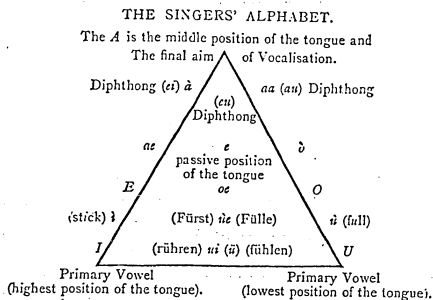 THE SINGERS' ALPHABET.
The A is the middle position of the tongue and
The final aim of Vocalisation.
Diphthong (ei) à aa (au) Diphthong
(eu)
Diphthong
ae e ò
passive position
of the tongue
E oe O
(stick) (Fürst) üe (Fülle) ù (full)
I (rühren) ui (ü) (fühlen) U
Primary Vowel Primary Vowel
(highest position of the tongue). (lowest position of the tongue).